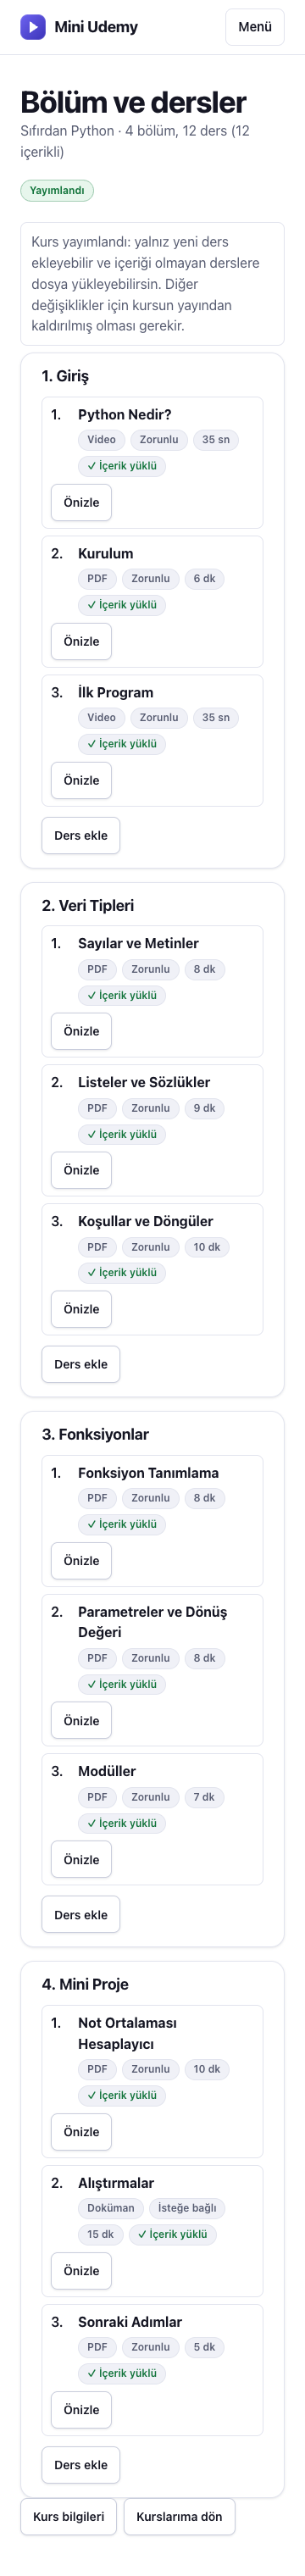 Mini Udemy
Menü
Bölüm ve dersler
Sıfırdan Python · 4 bölüm, 12 ders (12
içerikli)
Yayımlandı
Kurs yayımlandı: yalnız yeni ders
ekleyebilir ve içeriği olmayan derslere
dosya yükleyebilirsin. Diğer
değişiklikler için kursun yayından
kaldırılmış olması gerekir.
1. Giriş
1. Python Nedir?
Video Zorunlu 35 sn
✓ İçerik yüklü
Önizle
2. Kurulum
PDF Zorunlu 6 dk
✓ İçerik yüklü
Önizle
3. İlk Program
Video Zorunlu 35 sn
✓ İçerik yüklü
Önizle
Ders ekle
2. Veri Tipleri
1. Sayılar ve Metinler
PDF Zorunlu 8 dk
✓ İçerik yüklü
Önizle
2. Listeler ve Sözlükler
PDF Zorunlu 9 dk
✓ İçerik yüklü
Önizle
3. Koşullar ve Döngüler
PDF Zorunlu 10 dk
✓ İçerik yüklü
Önizle
Ders ekle
3. Fonksiyonlar
1. Fonksiyon Tanımlama
PDF Zorunlu 8 dk
✓ İçerik yüklü
Önizle
2. Parametreler ve Dönüş
Değeri
PDF Zorunlu 8 dk
✓ İçerik yüklü
Önizle
3. Modüller
PDF Zorunlu 7 dk
✓ İçerik yüklü
Önizle
Ders ekle
4. Mini Proje
1. Not Ortalaması
Hesaplayıcı
PDF Zorunlu 10 dk
✓ İçerik yüklü
Önizle
2. Alıştırmalar
Doküman İsteğe bağlı
15 dk ✓ İçerik yüklü
Önizle
3. Sonraki Adımlar
PDF Zorunlu 5 dk
✓ İçerik yüklü
Önizle
Ders ekle
Kurs bilgileri Kurslarıma dön